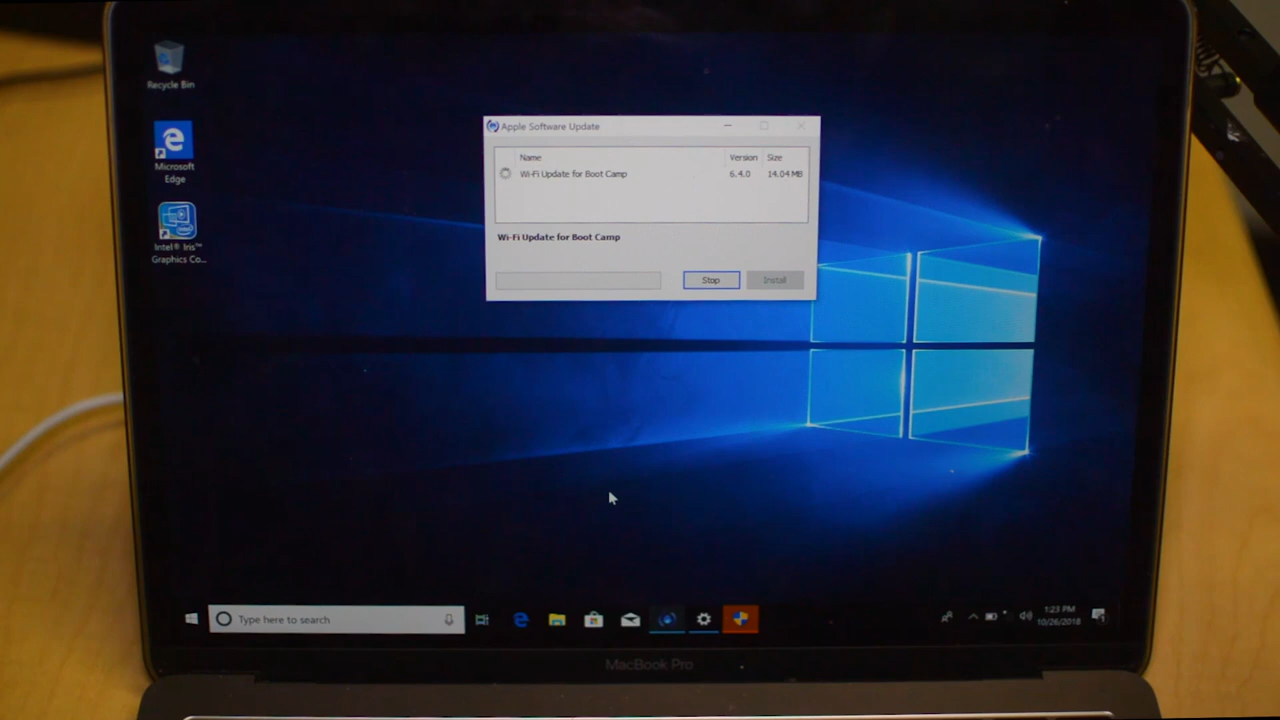 Recycle Bin
Microsoft
Edge
Intel® Iris™
Graphics Co...
Apple Software Update
Name Version Size
Wi-Fi Update for Boot Camp 6.4.0 14.04 MB
Wi-Fi Update for Boot Camp
Stop Install
Type here to search
1:23 PM
10/26/2018
MacBook Pro